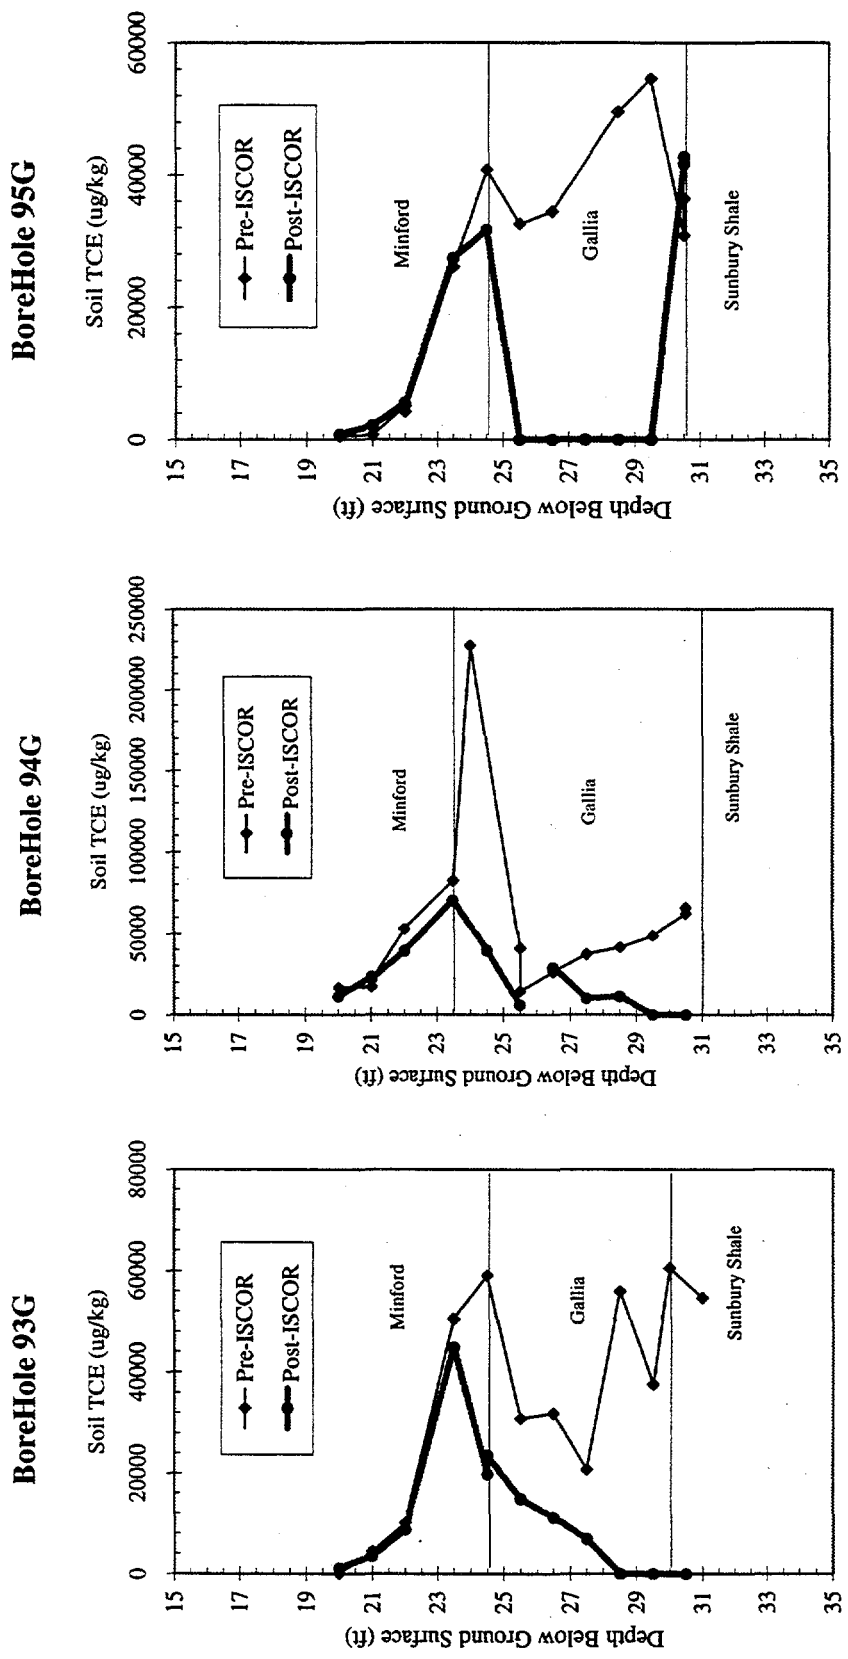 BoreHole 93G
Soil TCE (ug/kg)
0 20000 40000 60000 80000
Pre-ISCOR
Post-ISCOR
Minford
Gallia
Sunbury Shale
15
17
19
21
23
25
27
29
31
33
35
Depth Below Ground Surface (ft)
BoreHole 94G
Soil TCE (ug/kg)
0 50000 100000 150000 200000 250000
Pre-ISCOR
Post-ISCOR
Minford
Gallia
Sunbury Shale
15
17
19
21
23
25
27
29
31
33
35
Depth Below Ground Surface (ft)
BoreHole 95G
Soil TCE (ug/kg)
0 20000 40000 60000
Pre-ISCOR
Post-ISCOR
Minford
Gallia
Sunbury Shale
15
17
19
21
23
25
27
29
31
33
35
Depth Below Ground Surface (ft)